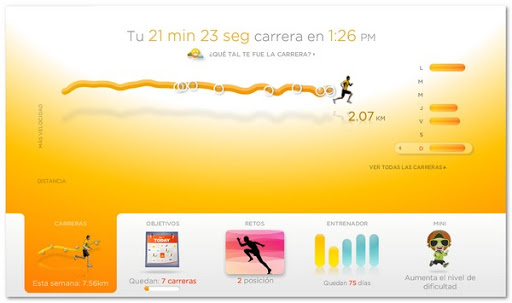 Tu 21 min 23 seg carrera en 1:26 PM
¿QUÉ TAL TE FUE LA CARRERA?
L
M
M
J
V
S
4 D
2.07 KM
MÁS VELOCIDAD
DISTANCIA
VER TODAS LAS CARRERAS
CARRERAS
Esta semana: 7.56km
OBJETIVOS
TODAY
Quedan: 7 carreras
RETOS
2 posición
ENTRENADOR
Quedan 75 días
MINI
Aumenta el nivel de
dificultad